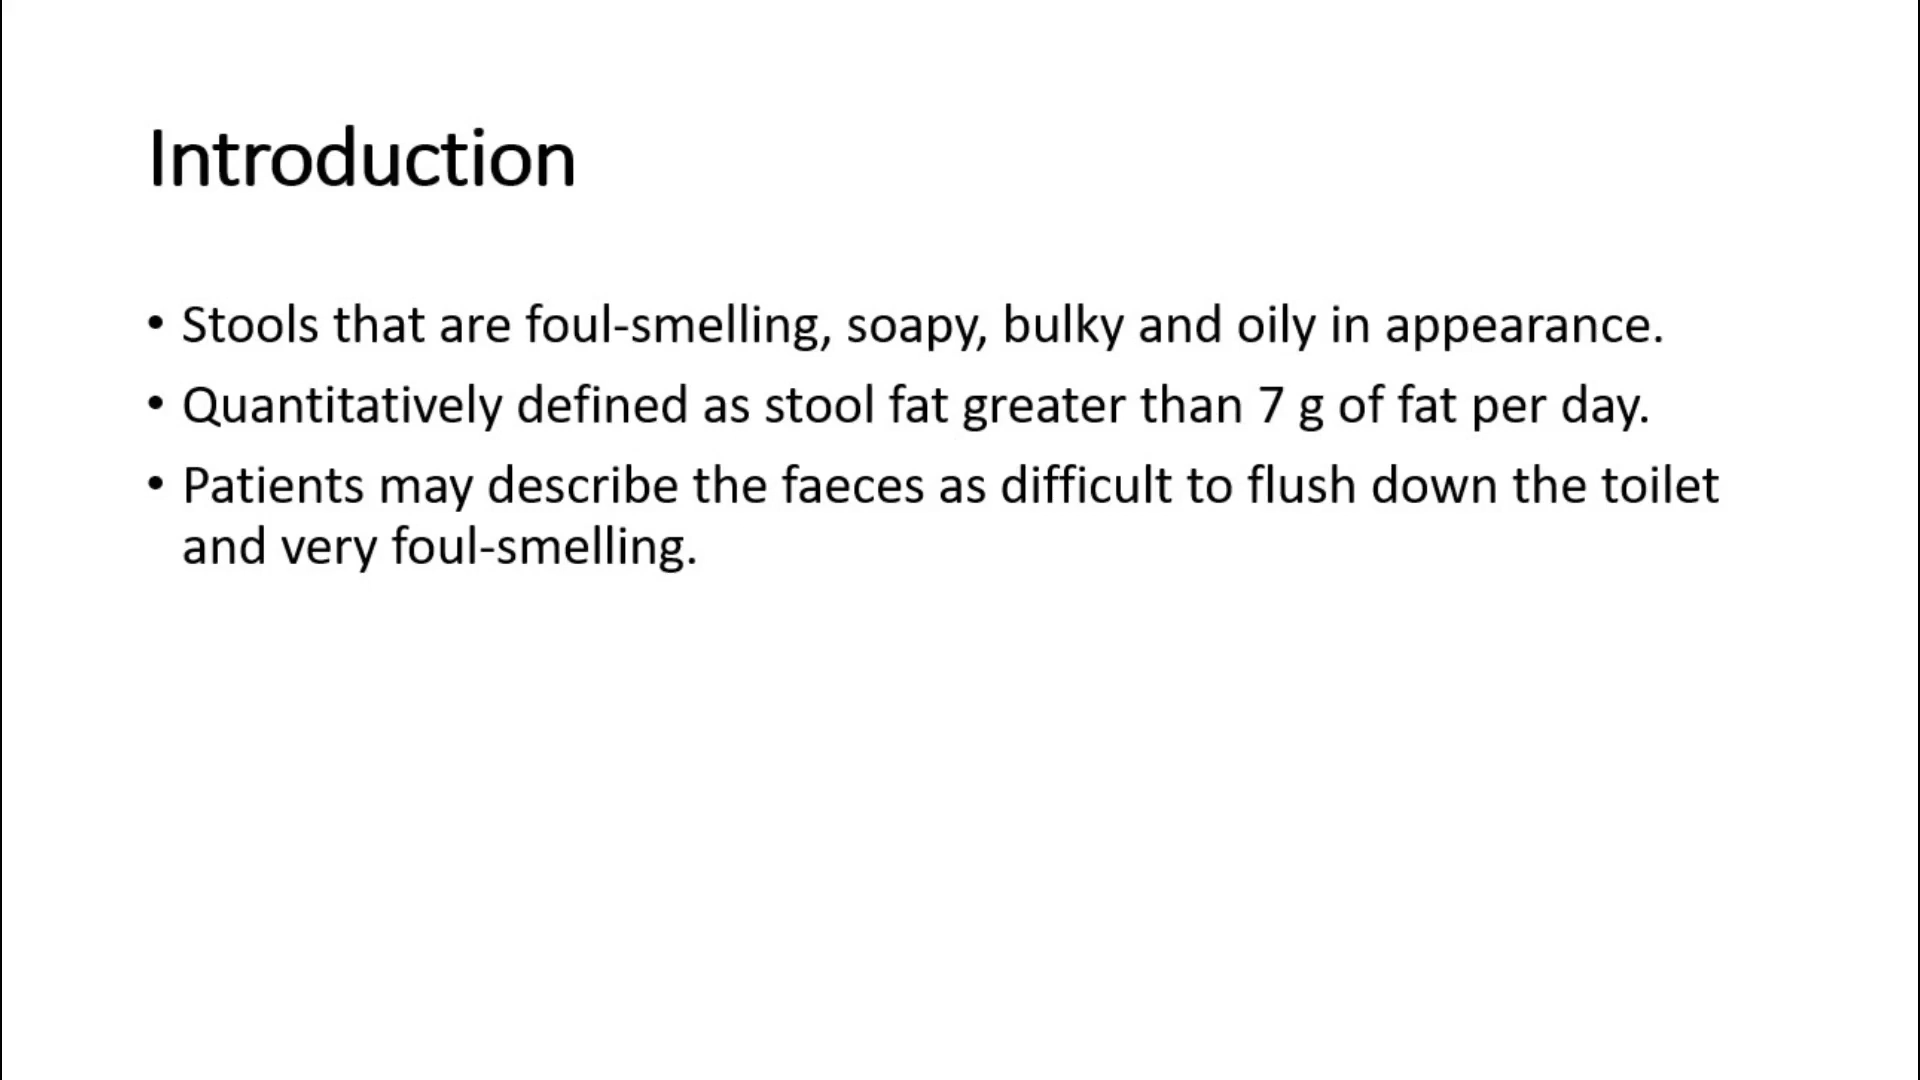 Introduction
• Stools that are foul-smelling, soapy, bulky and oily in appearance.
• Quantitatively defined as stool fat greater than 7 g of fat per day.
• Patients may describe the faeces as difficult to flush down the toilet
and very foul-smelling.